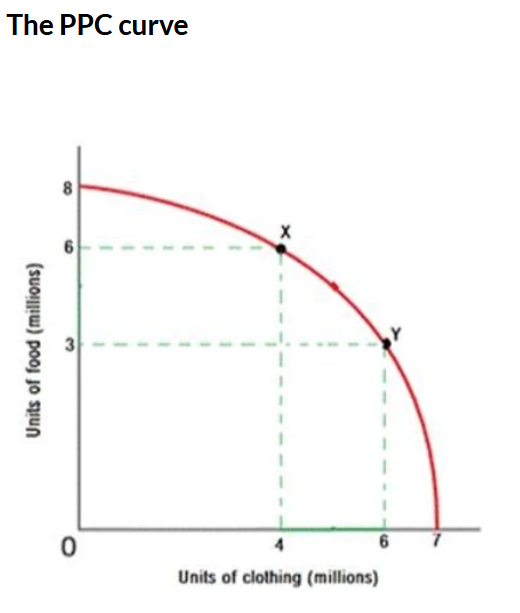 The PPC curve
8
X
6
Y
3
Units of food (millions)
0
4
6
7
Units of clothing (millions)